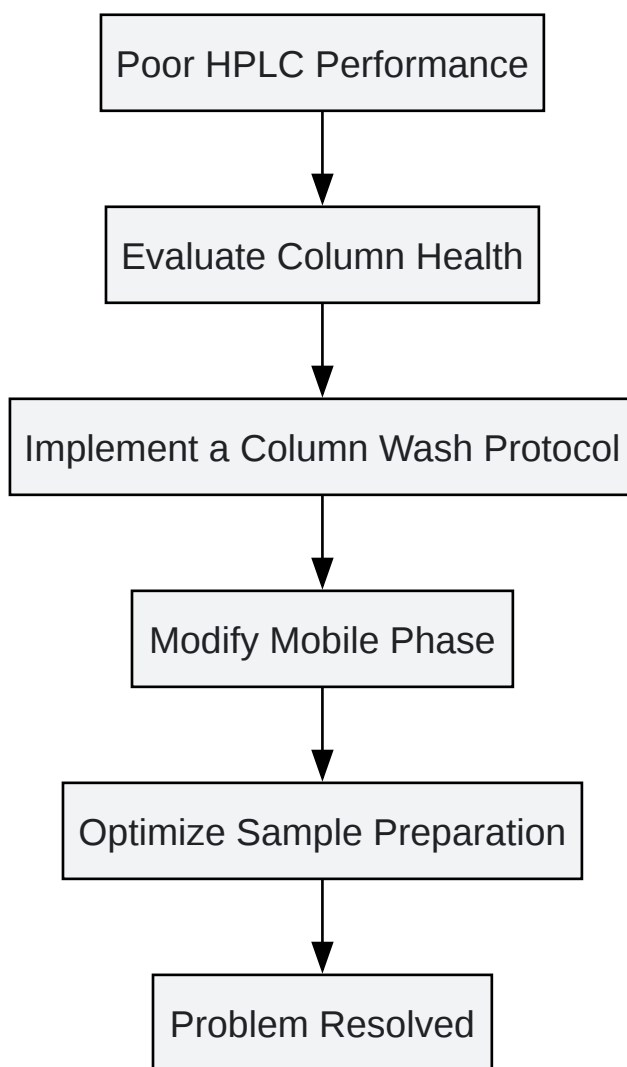 Poor HPLC Performance
Evaluate Column Health
Implement a Column Wash Protocol
Modify Mobile Phase
Optimize Sample Preparation
Problem Resolved